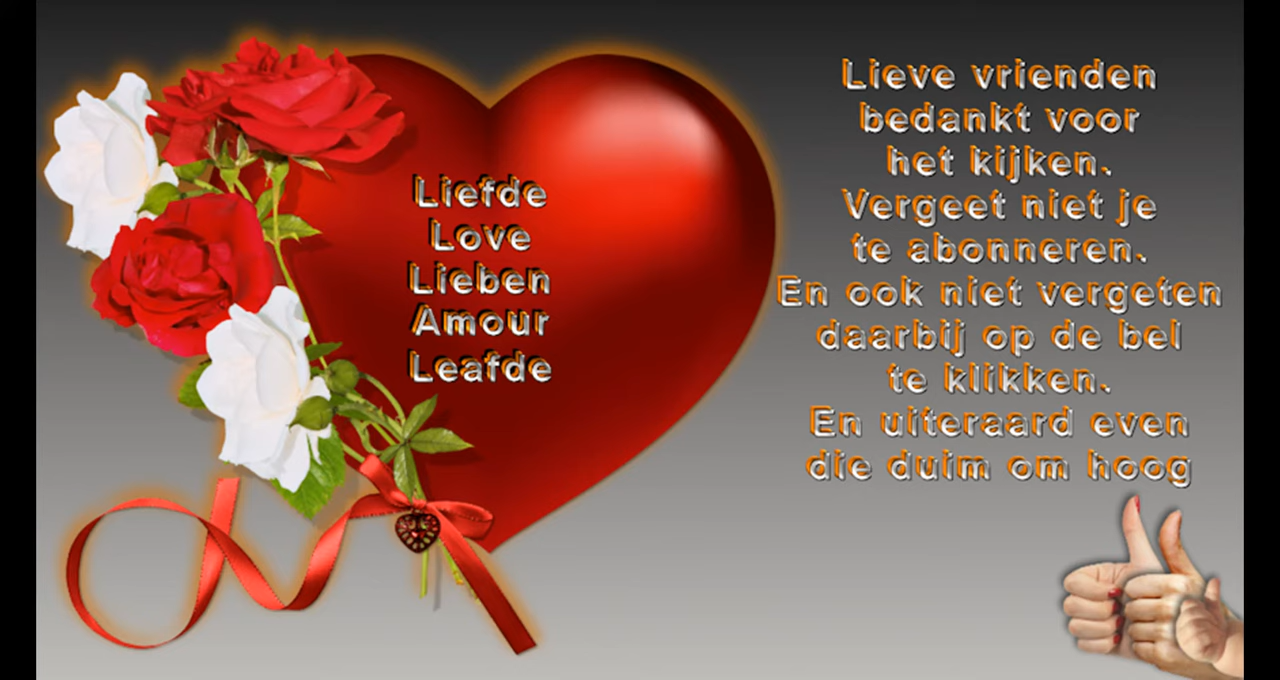 Liefde
Love
Lieben
Amour
Leafde
Lieve vrienden
bedankt voor
het kijken.
Vergeet niet je
te abonneren.
En ook niet vergeten
daarbij op de bel
te klikken.
En uiteraard even
die duim om hoog